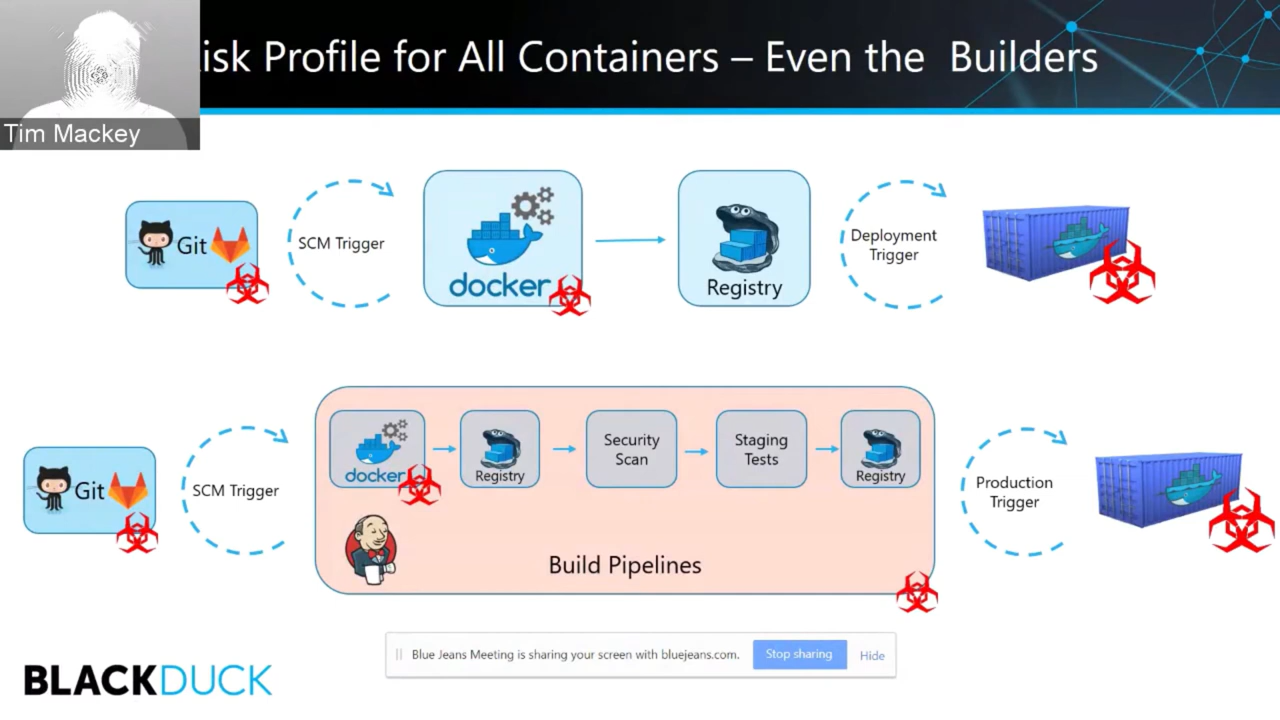 isk Profile for All Containers – Even the Builders
Tim Mackey
Git
SCM Trigger
docker
Registry
Deployment
Trigger
Git
SCM Trigger
docker
Registry
Security
Scan
Staging
Tests
Registry
Build Pipelines
Production
Trigger
Blue Jeans Meeting is sharing your screen with bluejeans.com.
Stop sharing
Hide
BLACKDUCK